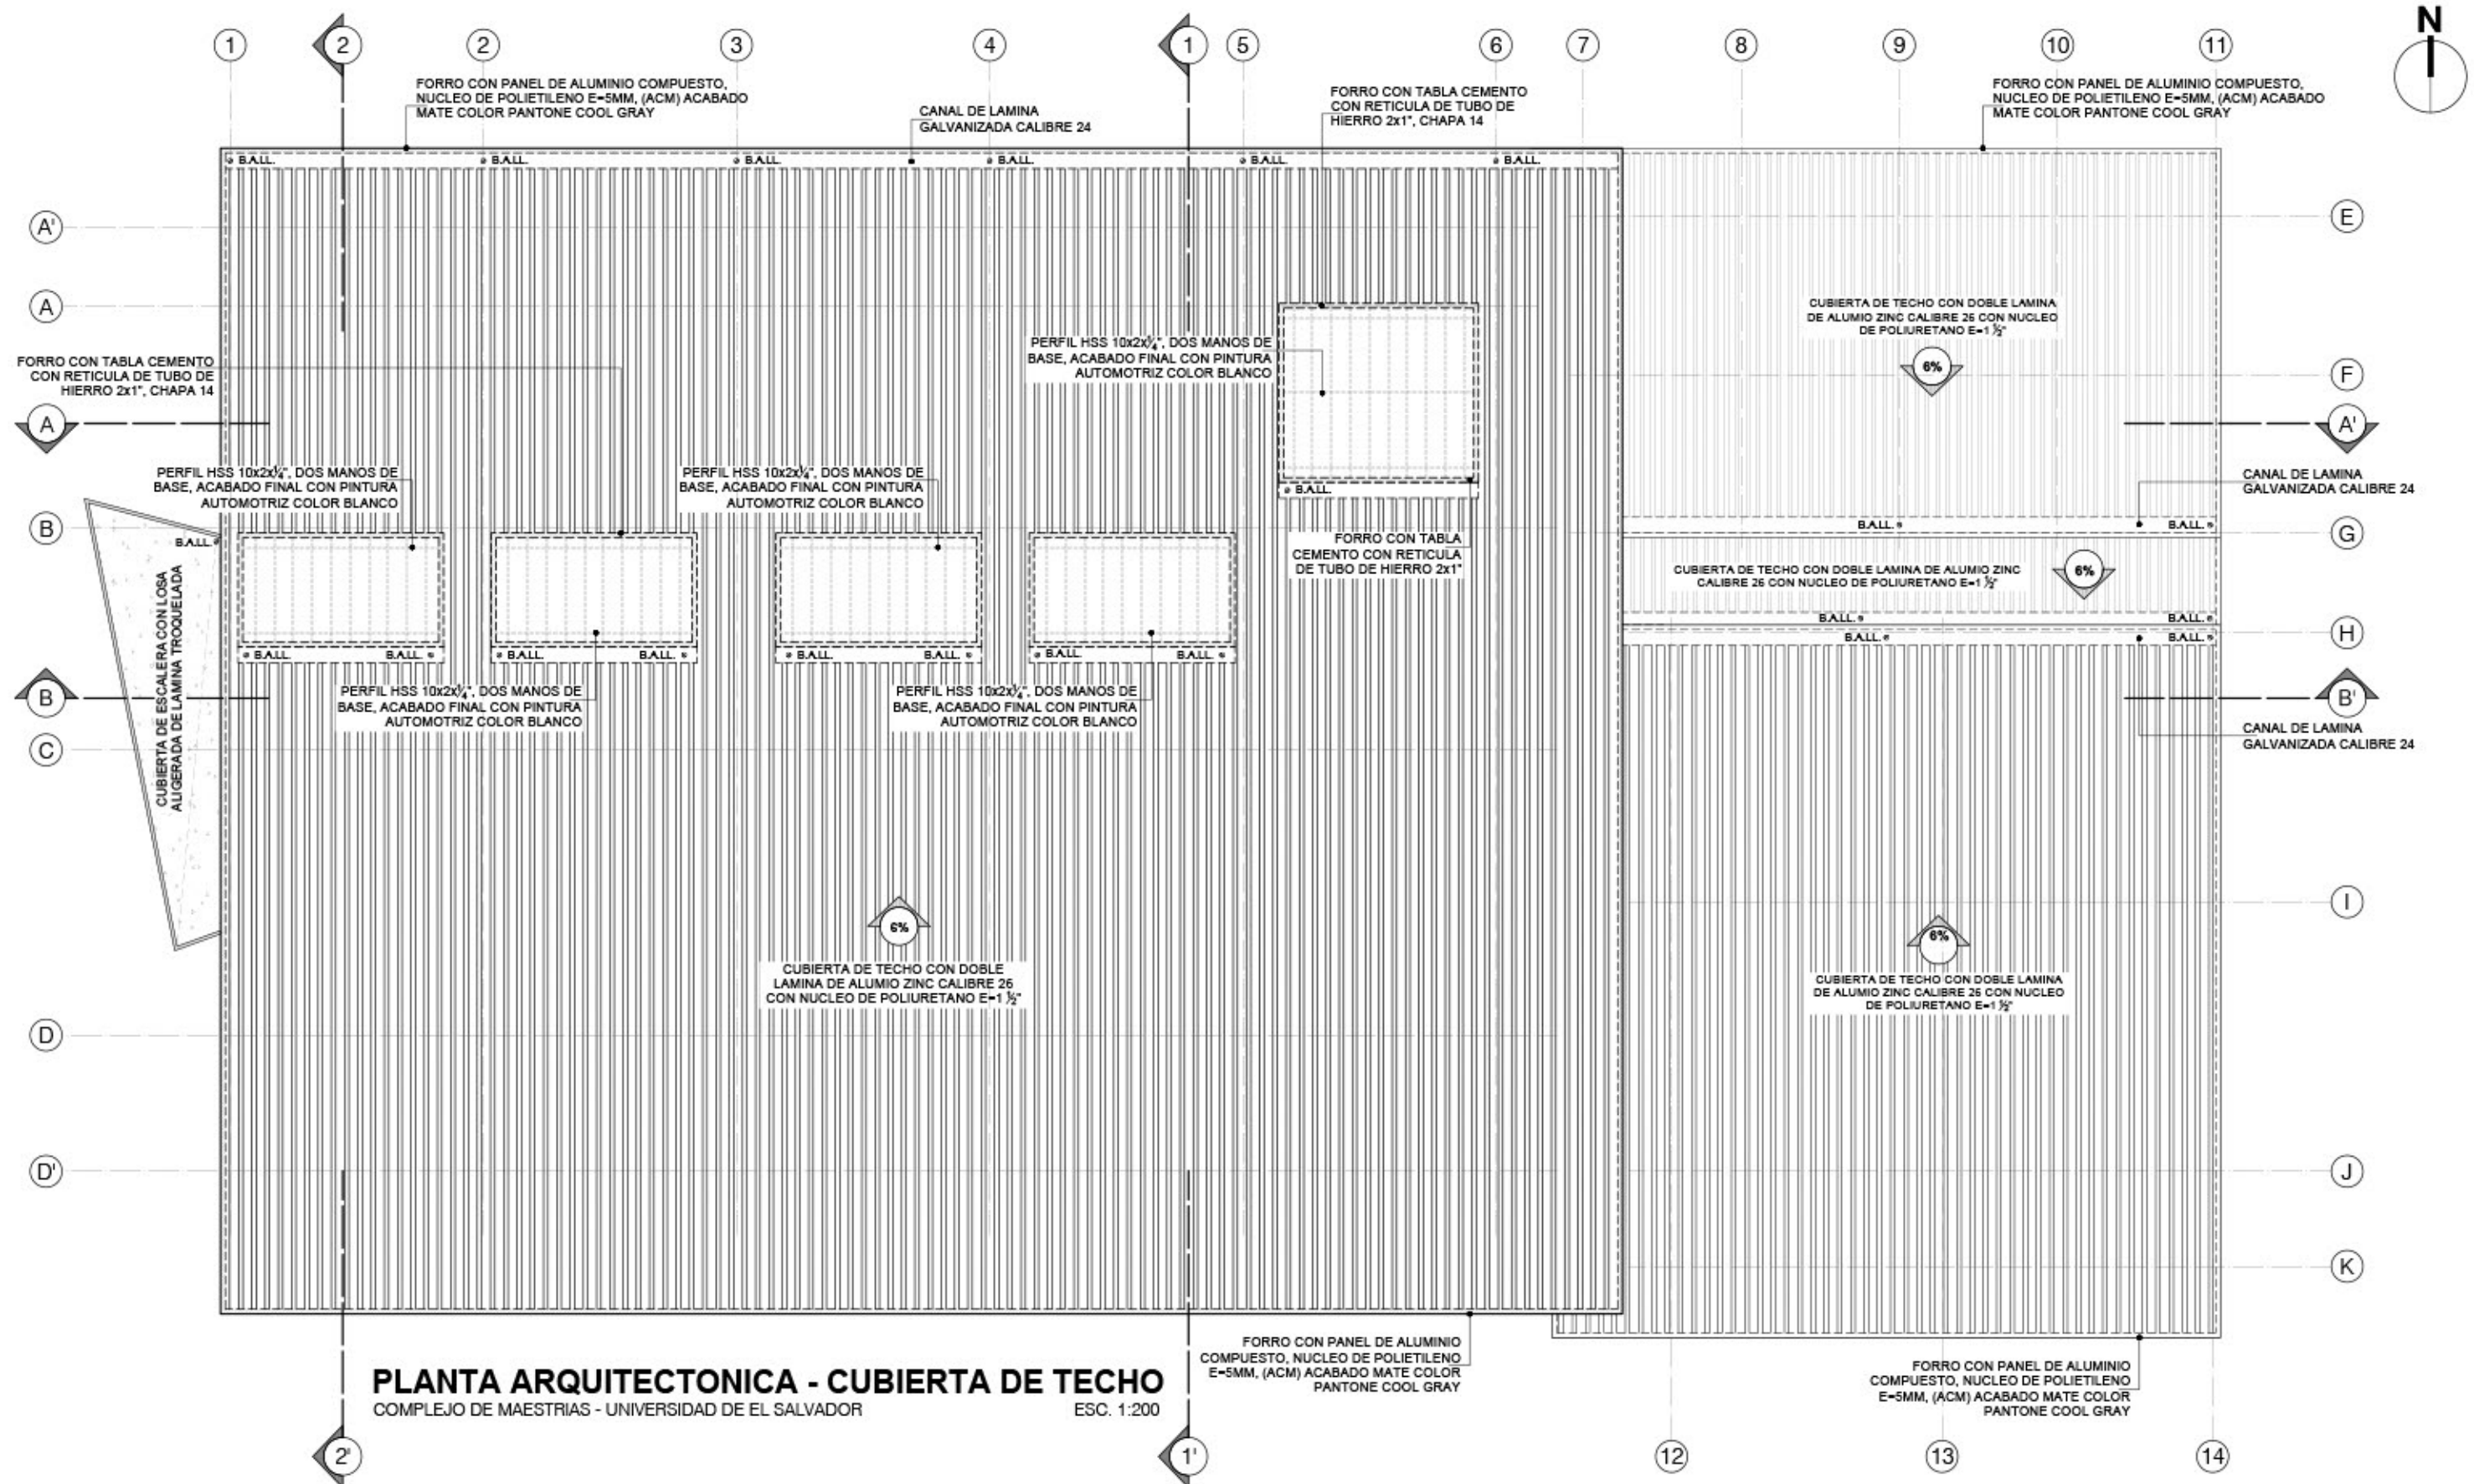 N
1
2
2
3
4
1
5
6
7
8
9
10
11
FORRO CON PANEL DE ALUMINIO COMPUESTO,
NUCLEO DE POLIETILENO E=5MM, (ACM) ACABADO
MATE COLOR PANTONE COOL GRAY
CANAL DE LAMINA
GALVANIZADA CALIBRE 24
FORRO CON TABLA CEMENTO
CON RETICULA DE TUBO DE
HIERRO 2x1", CHAPA 14
FORRO CON PANEL DE ALUMINIO COMPUESTO,
NUCLEO DE POLIETILENO E=5MM, (ACM) ACABADO
MATE COLOR PANTONE COOL GRAY
B.A.LL.
B.A.LL.
B.A.LL.
B.A.LL.
B.A.LL.
B.A.LL.
A'
E
A
CUBIERTA DE TECHO CON DOBLE LAMINA
DE ALUMIO ZINC CALIBRE 26 CON NUCLEO
DE POLIURETANO E=1 ½"
6%
F
PERFIL HSS 10x2x¼", DOS MANOS DE
BASE, ACABADO FINAL CON PINTURA
AUTOMOTRIZ COLOR BLANCO
FORRO CON TABLA CEMENTO
CON RETICULA DE TUBO DE
HIERRO 2x1", CHAPA 14
A
A'
PERFIL HSS 10x2x¼", DOS MANOS DE
BASE, ACABADO FINAL CON PINTURA
AUTOMOTRIZ COLOR BLANCO
PERFIL HSS 10x2x¼", DOS MANOS DE
BASE, ACABADO FINAL CON PINTURA
AUTOMOTRIZ COLOR BLANCO
B.A.LL.
CANAL DE LAMINA
GALVANIZADA CALIBRE 24
B
B.A.LL.
B.A.LL.
B.A.LL.
G
FORRO CON TABLA
CEMENTO CON RETICULA
DE TUBO DE HIERRO 2x1"
CUBIERTA DE TECHO CON DOBLE LAMINA DE ALUMIO ZINC
CALIBRE 26 CON NUCLEO DE POLIURETANO E=1 ½"
6%
CUBIERTA DE ESCALERA CON LOSA
ALIGERADA DE LAMINA TROQUELADA
B.A.LL.
B.A.LL.
B.A.LL.
B.A.LL.
H
B.A.LL.
B.A.LL.
B.A.LL.
B.A.LL.
B.A.LL.
B.A.LL.
B.A.LL.
B.A.LL.
B
B'
PERFIL HSS 10x2x¼", DOS MANOS DE
BASE, ACABADO FINAL CON PINTURA
AUTOMOTRIZ COLOR BLANCO
PERFIL HSS 10x2x¼", DOS MANOS DE
BASE, ACABADO FINAL CON PINTURA
AUTOMOTRIZ COLOR BLANCO
CANAL DE LAMINA
GALVANIZADA CALIBRE 24
C
I
6%
CUBIERTA DE TECHO CON DOBLE
LAMINA DE ALUMIO ZINC CALIBRE 26
CON NUCLEO DE POLIURETANO E=1 ½"
6%
CUBIERTA DE TECHO CON DOBLE LAMINA
DE ALUMIO ZINC CALIBRE 26 CON NUCLEO
DE POLIURETANO E=1 ½"
D
D'
J
K
FORRO CON PANEL DE ALUMINIO
COMPUESTO, NUCLEO DE POLIETILENO
E=5MM, (ACM) ACABADO MATE COLOR
PANTONE COOL GRAY
FORRO CON PANEL DE ALUMINIO
COMPUESTO, NUCLEO DE POLIETILENO
E=5MM, (ACM) ACABADO MATE COLOR
PANTONE COOL GRAY
PLANTA ARQUITECTONICA - CUBIERTA DE TECHO
COMPLEJO DE MAESTRIAS - UNIVERSIDAD DE EL SALVADOR
ESC. 1:200
2'
1'
12
13
14